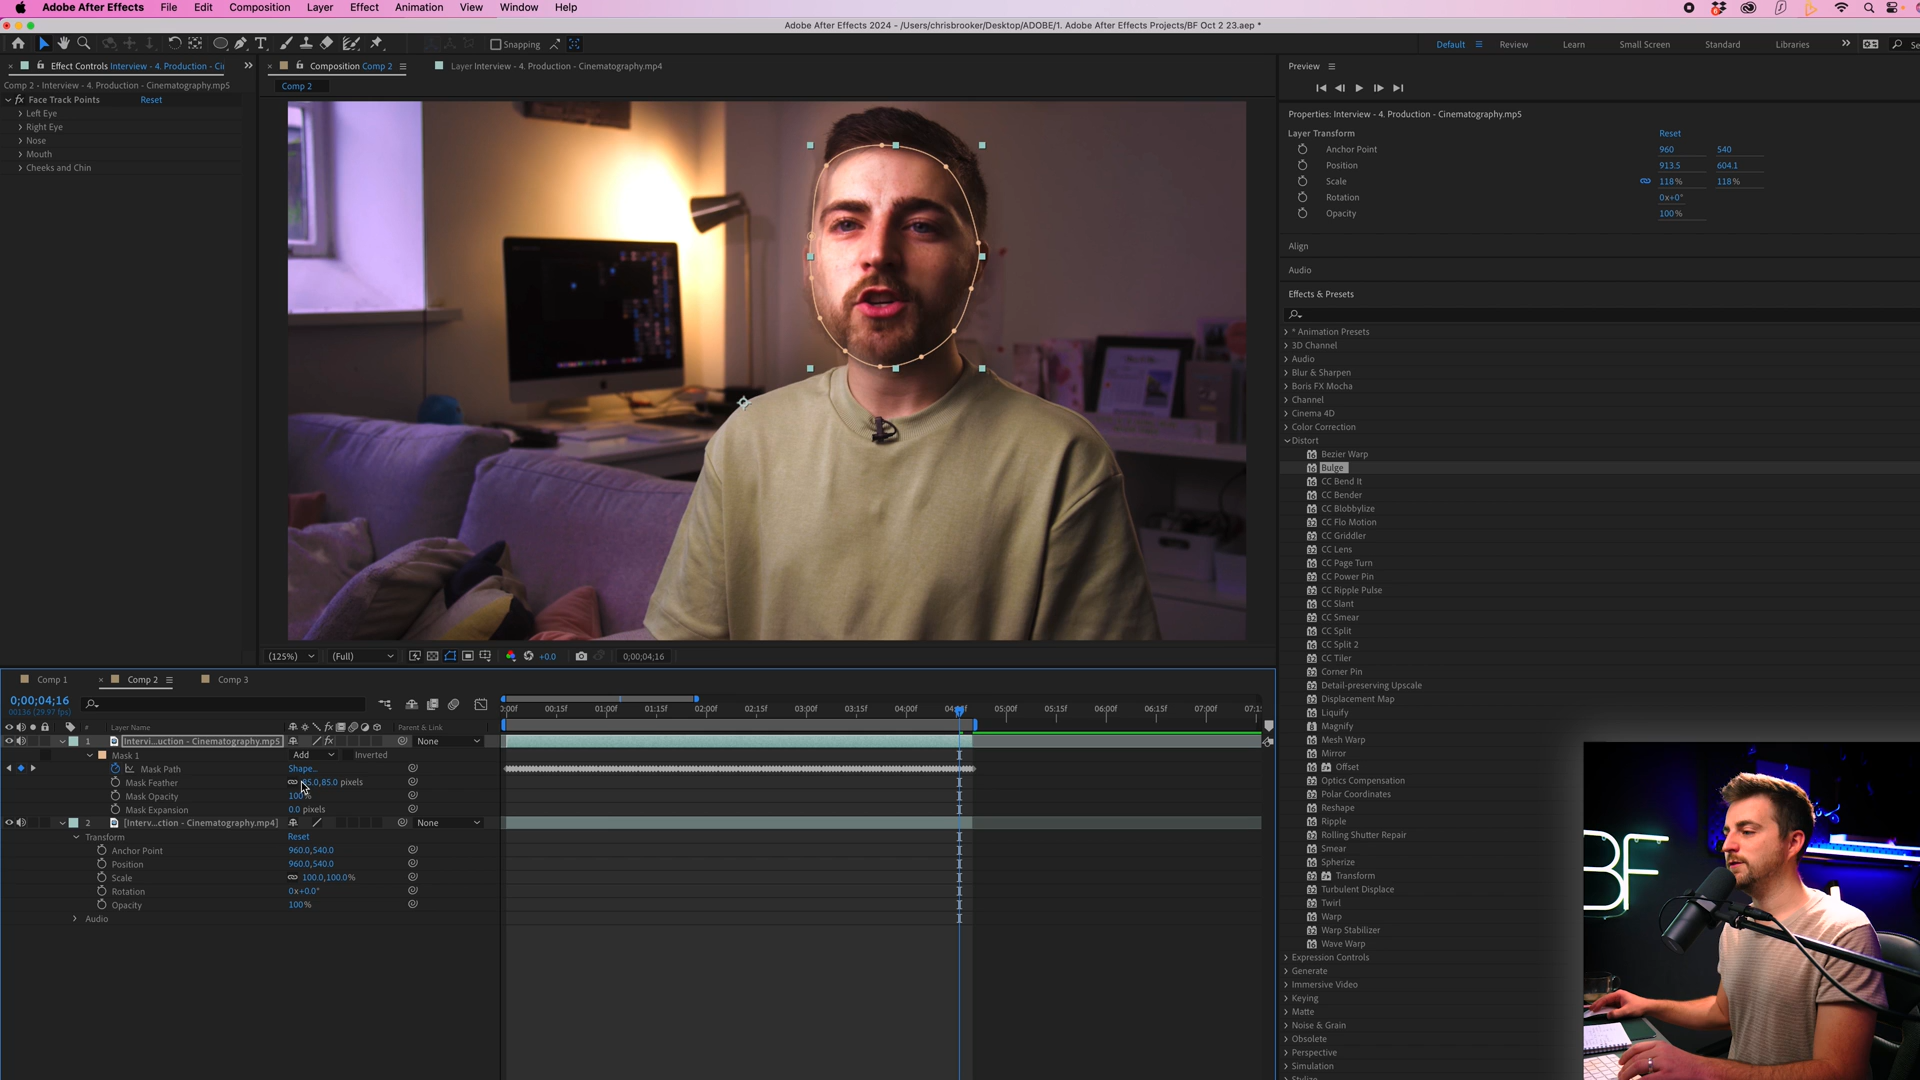 Adobe After Effects File Edit Composition Layer Effect Animation View Window Help
Adobe After Effects 2024 - /Users/chrisbrooker/Desktop/ADOBE/1. Adobe After Effects Projects/BF Oct 2 23.aep *
Snapping
Default Review Learn Small Screen Standard Libraries
Effect Controls Interview - 4. Production - Ci
Comp 2 - Interview - 4. Production - Cinematography.mp5
fx Face Track Points Reset
Left Eye
Right Eye
Nose
Mouth
Cheeks and Chin
Composition Comp 2
Layer Interview - 4. Production - Cinematography.mp4
Comp 2
(125%) (Full) +0.0 0;00;04;16
Preview
Properties: Interview - 4. Production - Cinematography.mp5
Layer Transform Reset
Anchor Point 960 540
Position 913.5 604.1
Scale 118% 118%
Rotation 0x+0°
Opacity 100%
Align
Audio
Effects & Presets
* Animation Presets
3D Channel
Audio
Blur & Sharpen
Boris FX Mocha
Channel
Cinema 4D
Color Correction
Distort
Bezier Warp
Bulge
CC Bend It
CC Bender
CC Blobbylize
CC Flo Motion
CC Griddler
CC Lens
CC Page Turn
CC Power Pin
CC Ripple Pulse
CC Slant
CC Smear
CC Split
CC Split 2
CC Tiler
Corner Pin
Detail-preserving Upscale
Displacement Map
Liquify
Magnify
Mesh Warp
Mirror
Offset
Optics Compensation
Polar Coordinates
Reshape
Ripple
Rolling Shutter Repair
Smear
Spherize
Transform
Turbulent Displace
Twirl
Warp
Warp Stabilizer
Wave Warp
Expression Controls
Generate
Immersive Video
Keying
Matte
Noise & Grain
Obsolete
Perspective
Simulation
Comp 1 Comp 2 Comp 3
0;00;04;16
00136 (29.97 fps)
:00f 00:15f 01:00f 01:15f 02:00f 02:15f 03:00f 03:15f 04:00f 05:00f 05:15f 06:00f 06:15f 07:00f
# Layer Name Parent & Link
1 [Intervi...uction - Cinematography.mp5 None
Mask 1 Add Inverted
Mask Path Shape...
Mask Feather 85.0,85.0 pixels
Mask Opacity 100%
Mask Expansion 0.0 pixels
2 [Interv...ction - Cinematography.mp4] None
Transform Reset
Anchor Point 960.0,540.0
Position 960.0,540.0
Scale 100.0,100.0%
Rotation 0x+0.0°
Opacity 100%
Audio
BF